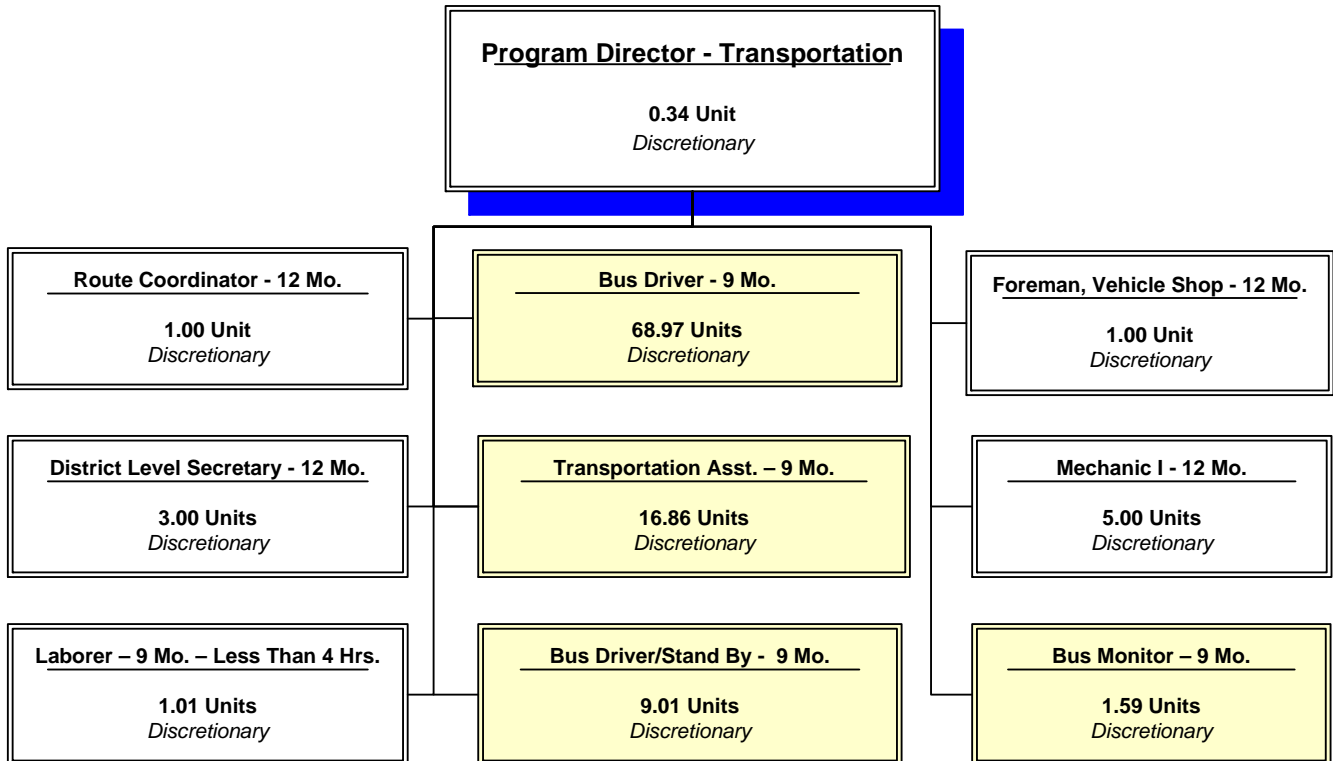 Program Director - Transportation
0.34 Unit
Discretionary
Route Coordinator - 12 Mo.
1.00 Unit
Discretionary
Bus Driver - 9 Mo.
68.97 Units
Discretionary
Foreman, Vehicle Shop - 12 Mo.
1.00 Unit
Discretionary
District Level Secretary - 12 Mo.
3.00 Units
Discretionary
Transportation Asst. – 9 Mo.
16.86 Units
Discretionary
Mechanic I - 12 Mo.
5.00 Units
Discretionary
Laborer – 9 Mo. – Less Than 4 Hrs.
1.01 Units
Discretionary
Bus Driver/Stand By -  9 Mo.
9.01 Units
Discretionary
Bus Monitor – 9 Mo.
1.59 Units
Discretionary